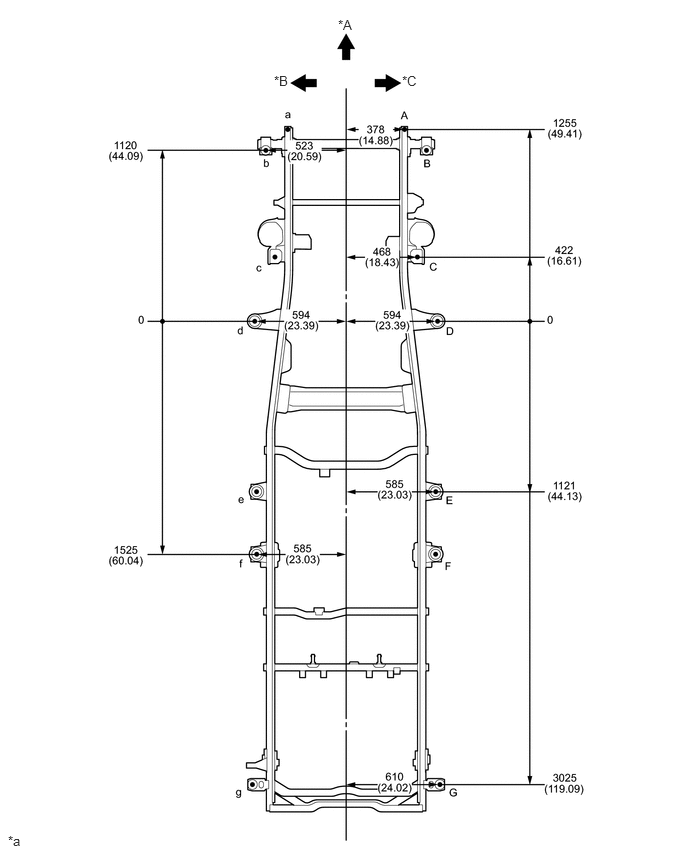 *A
*B
*C
a
A
378
(14.88)
1255
(49.41)
1120
(44.09)
523
(20.59)
b
B
468
(18.43)
422
(16.61)
c
C
0
594
(23.39)
594
(23.39)
0
d
D
585
(23.03)
1121
(44.13)
e
E
1525
(60.04)
585
(23.03)
f
F
610
(24.02)
3025
(119.09)
g
G
*a